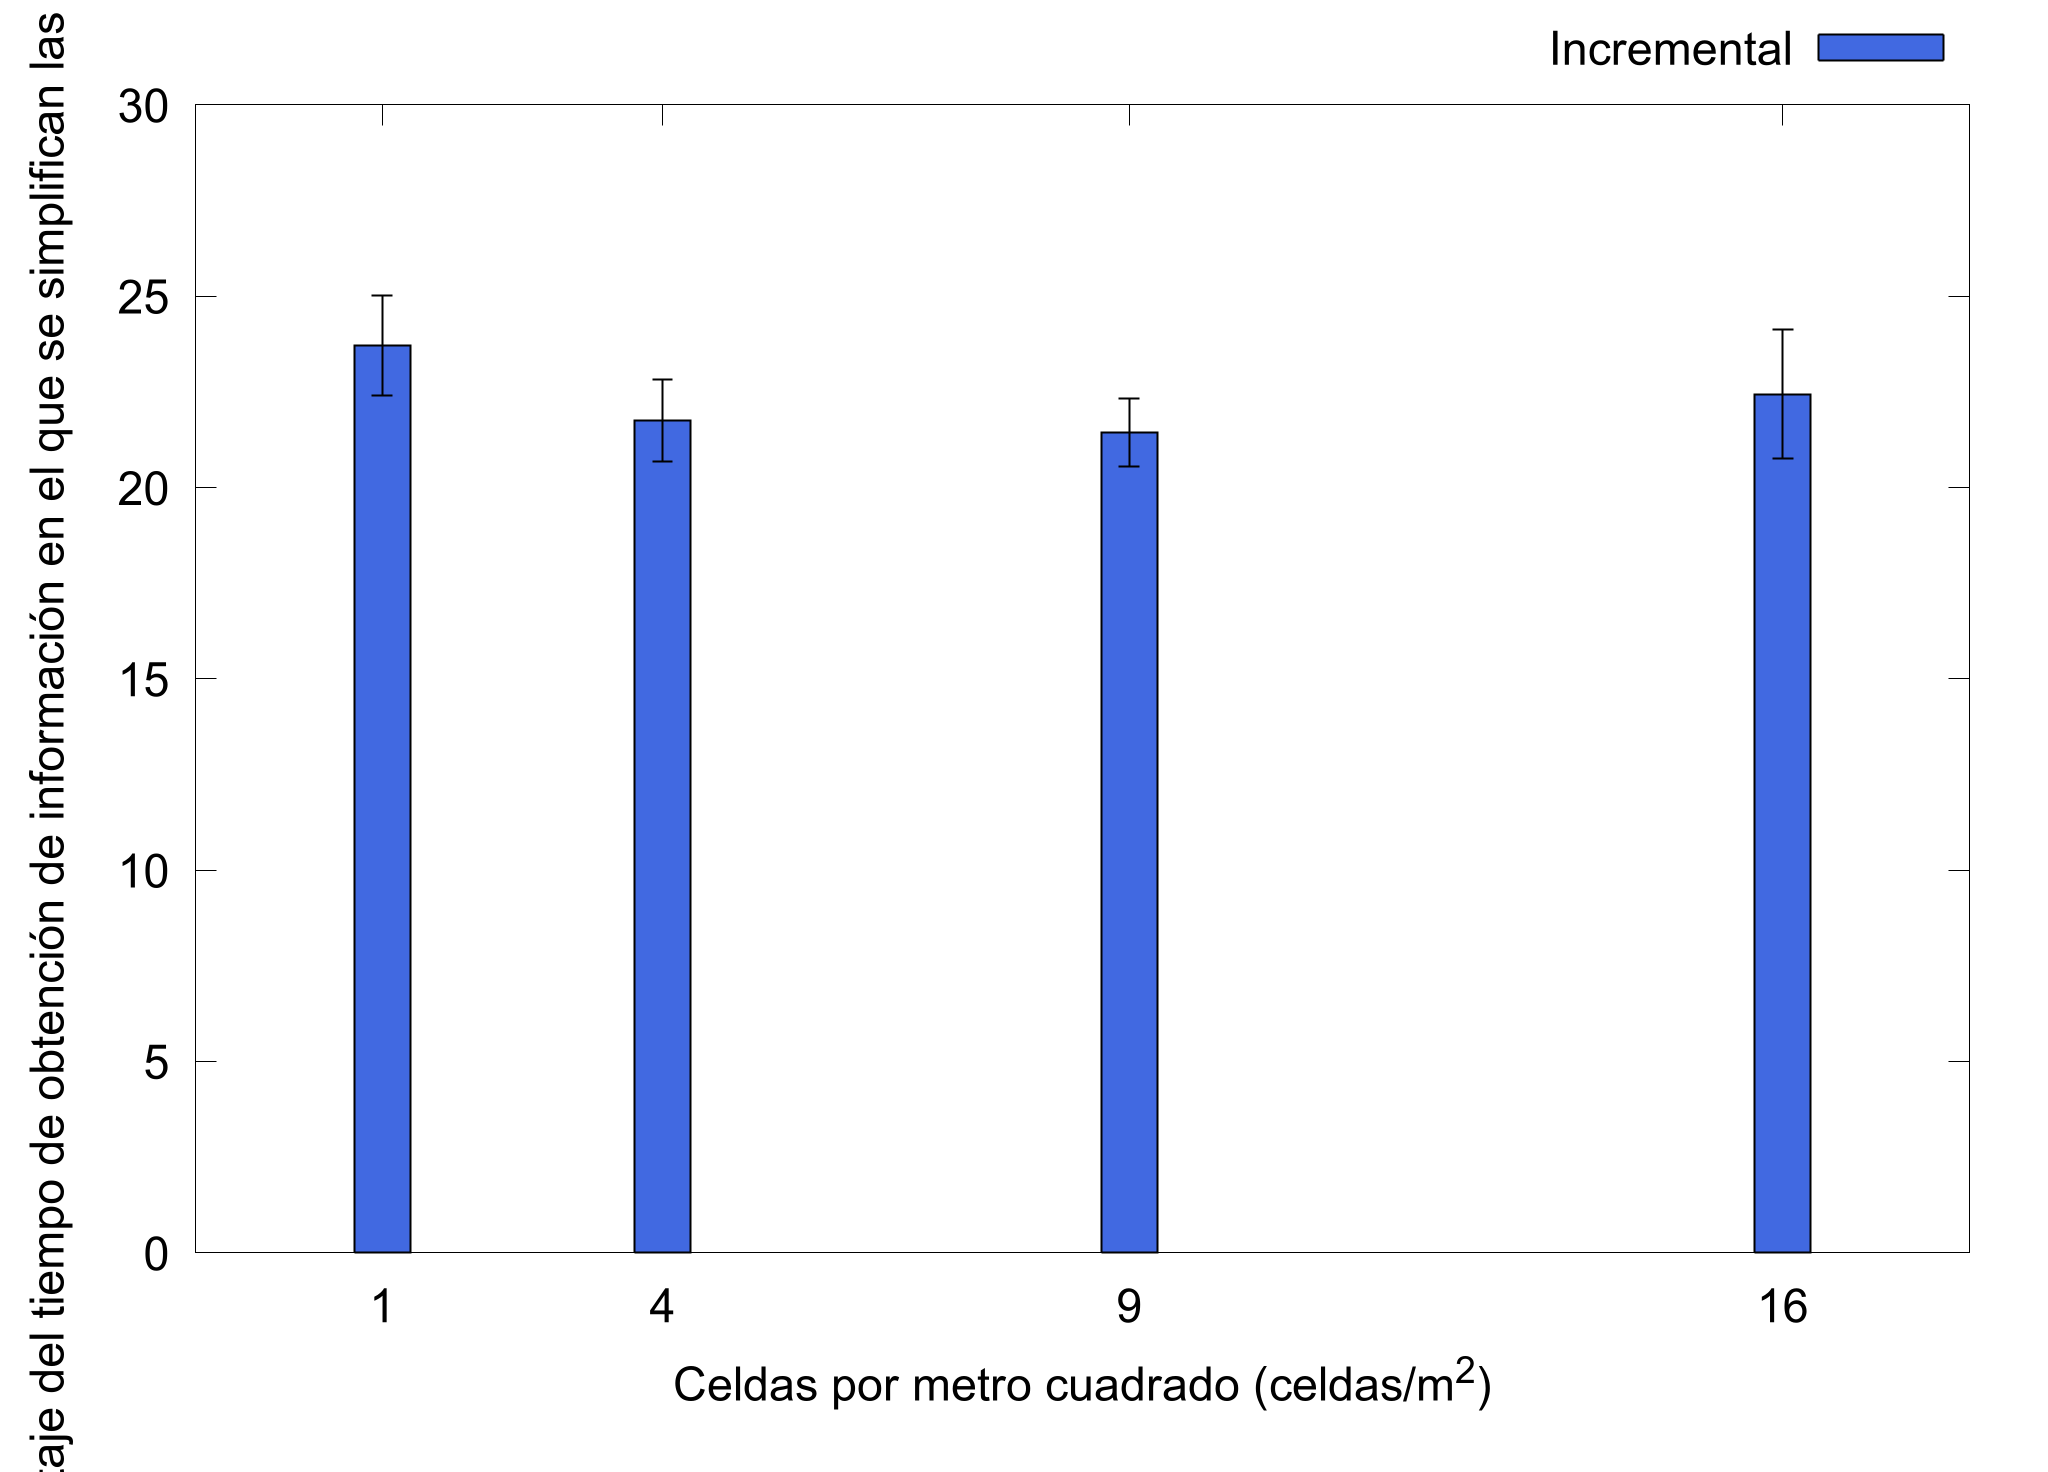 Incremental
taje del tiempo de obtención de información en el que se simplifican las
30
25
20
15
10
5
0
1 4 9 16
Celdas por metro cuadrado (celdas/m²)